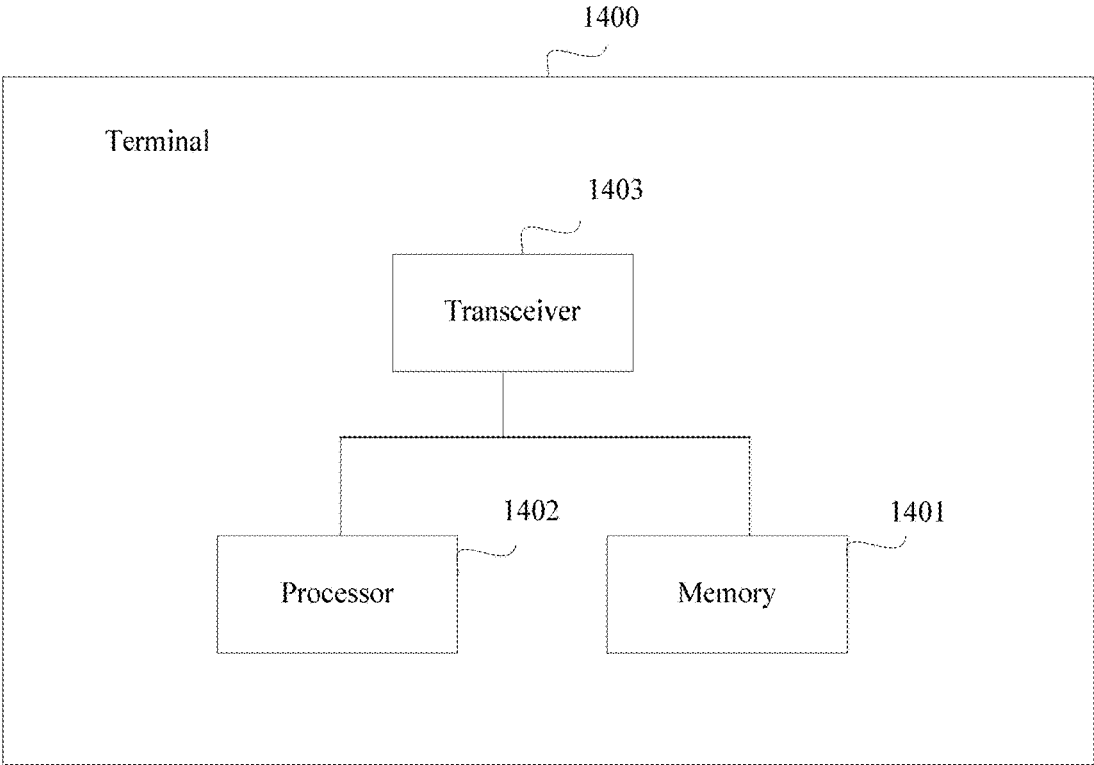 1400
Terminal
1403
Transceiver
1402
1401
Processor
Memory